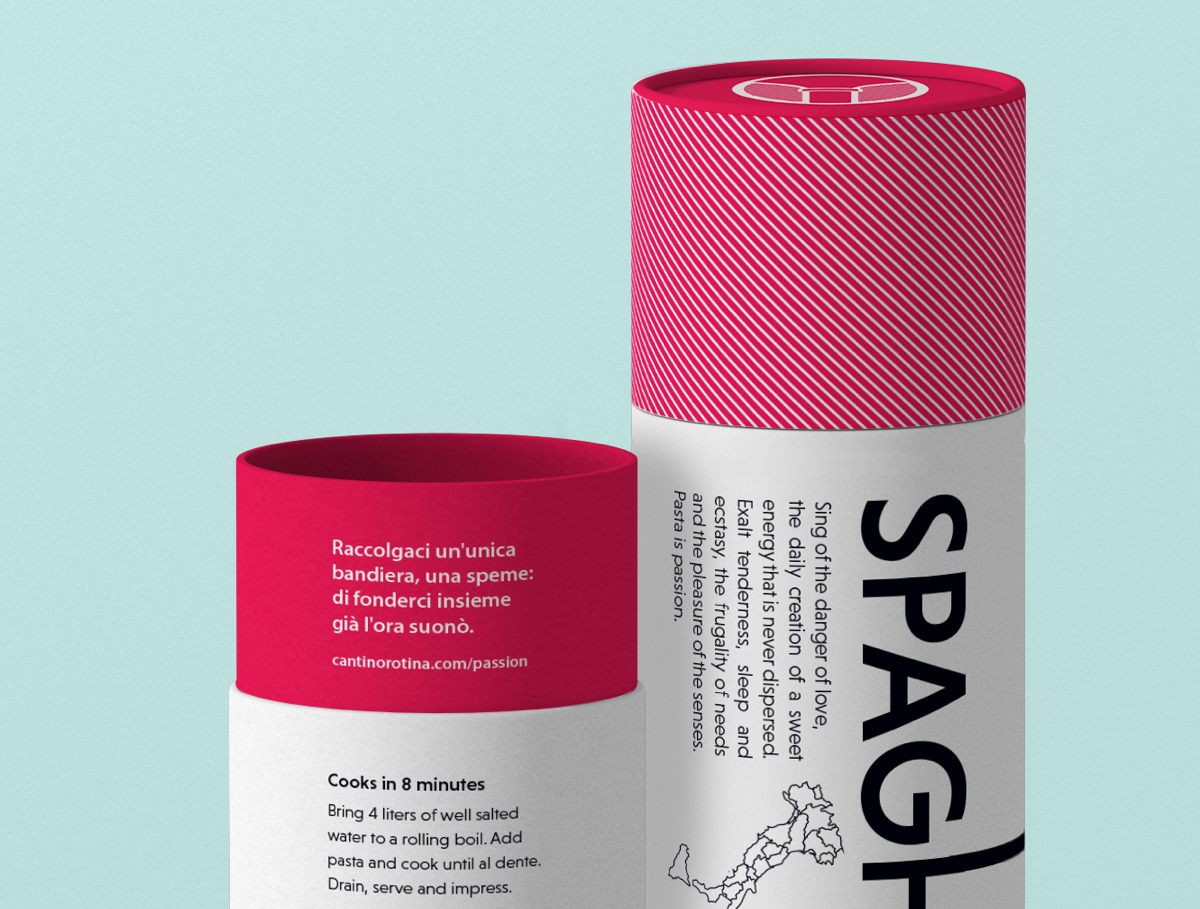 Raccolgaci un'unica
bandiera, una speme:
di fonderci insieme
già l'ora suonò.
cantinorotina.com/passion
Cooks in 8 minutes
Bring 4 liters of well salted
water to a rolling boil. Add
pasta and cook until al dente.
Drain, serve and impress.
SPAGH
Sing of the danger of love,
the daily creation of a sweet
energy that is never dispersed.
Exalt tenderness, sleep and
ecstasy, the frugality of needs
and the pleasure of the senses.
Pasta is passion.